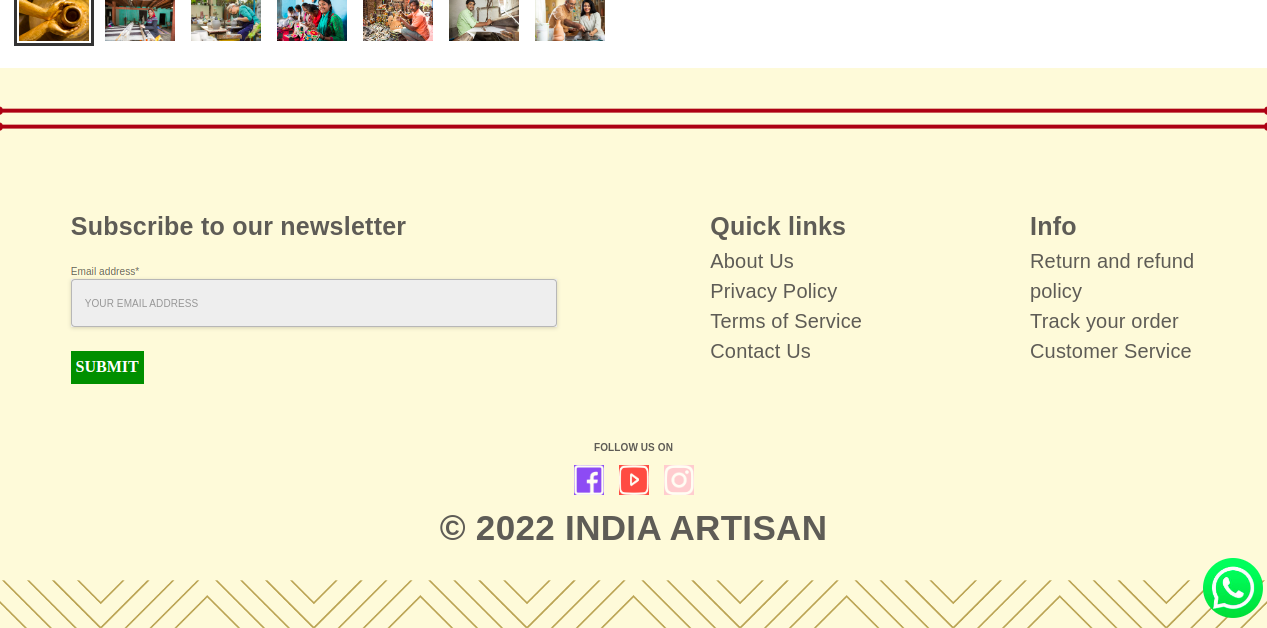 Subscribe to our newsletter
Email address*
YOUR EMAIL ADDRESS
SUBMIT
Quick links
About Us
Privacy Policy
Terms of Service
Contact Us
Info
Return and refund
policy
Track your order
Customer Service
FOLLOW US ON
© 2022 INDIA ARTISAN